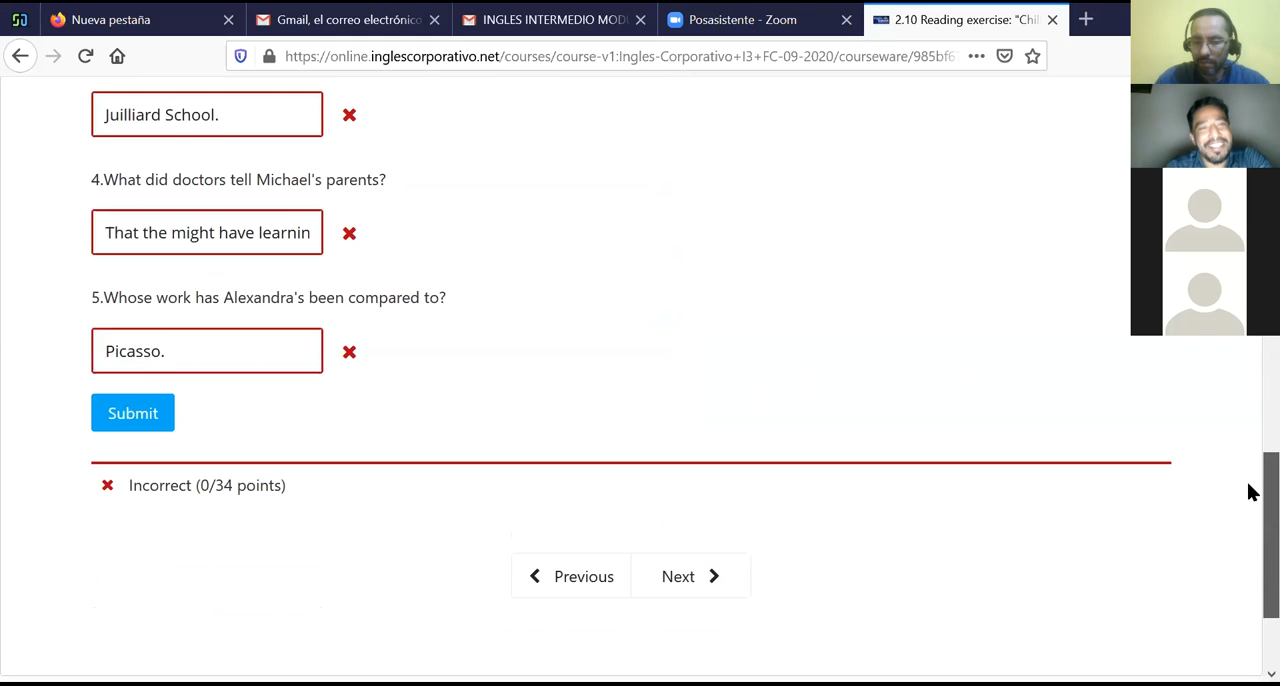 Nueva pestaña
Gmail, el correo electrónico
INGLES INTERMEDIO MODU
Posasistente - Zoom
2.10 Reading exercise: "Chil
https://online.inglescorporativo.net/courses/course-v1:Ingles-Corporativo+I3+FC-09-2020/courseware/985bf6
Juilliard School.
4.What did doctors tell Michael's parents?
That the might have learnin
5.Whose work has Alexandra's been compared to?
Picasso.
Submit
Incorrect (0/34 points)
Previous
Next